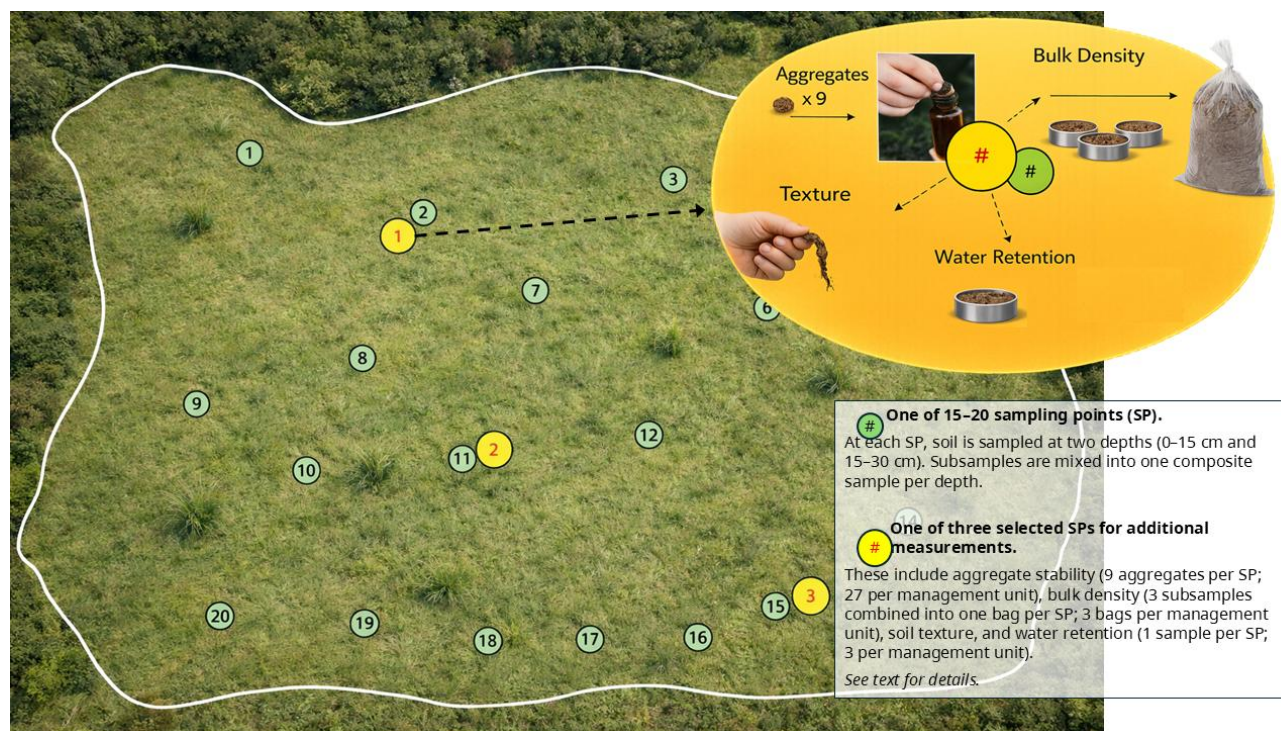 Bulk Density
Aggregates
x 9
#
#
Texture
Water Retention
1
2
3
1
7
6
8
9
12
11
2
10
20
19
18
17
16
15
3
14
# One of 15–20 sampling points (SP).
At each SP, soil is sampled at two depths (0–15 cm and
15–30 cm). Subsamples are mixed into one composite
sample per depth.
One of three selected SPs for additional
# measurements.
These include aggregate stability (9 aggregates per SP;
27 per management unit), bulk density (3 subsamples
combined into one bag per SP; 3 bags per management
unit), soil texture, and water retention (1 sample per SP;
3 per management unit).
See text for details.